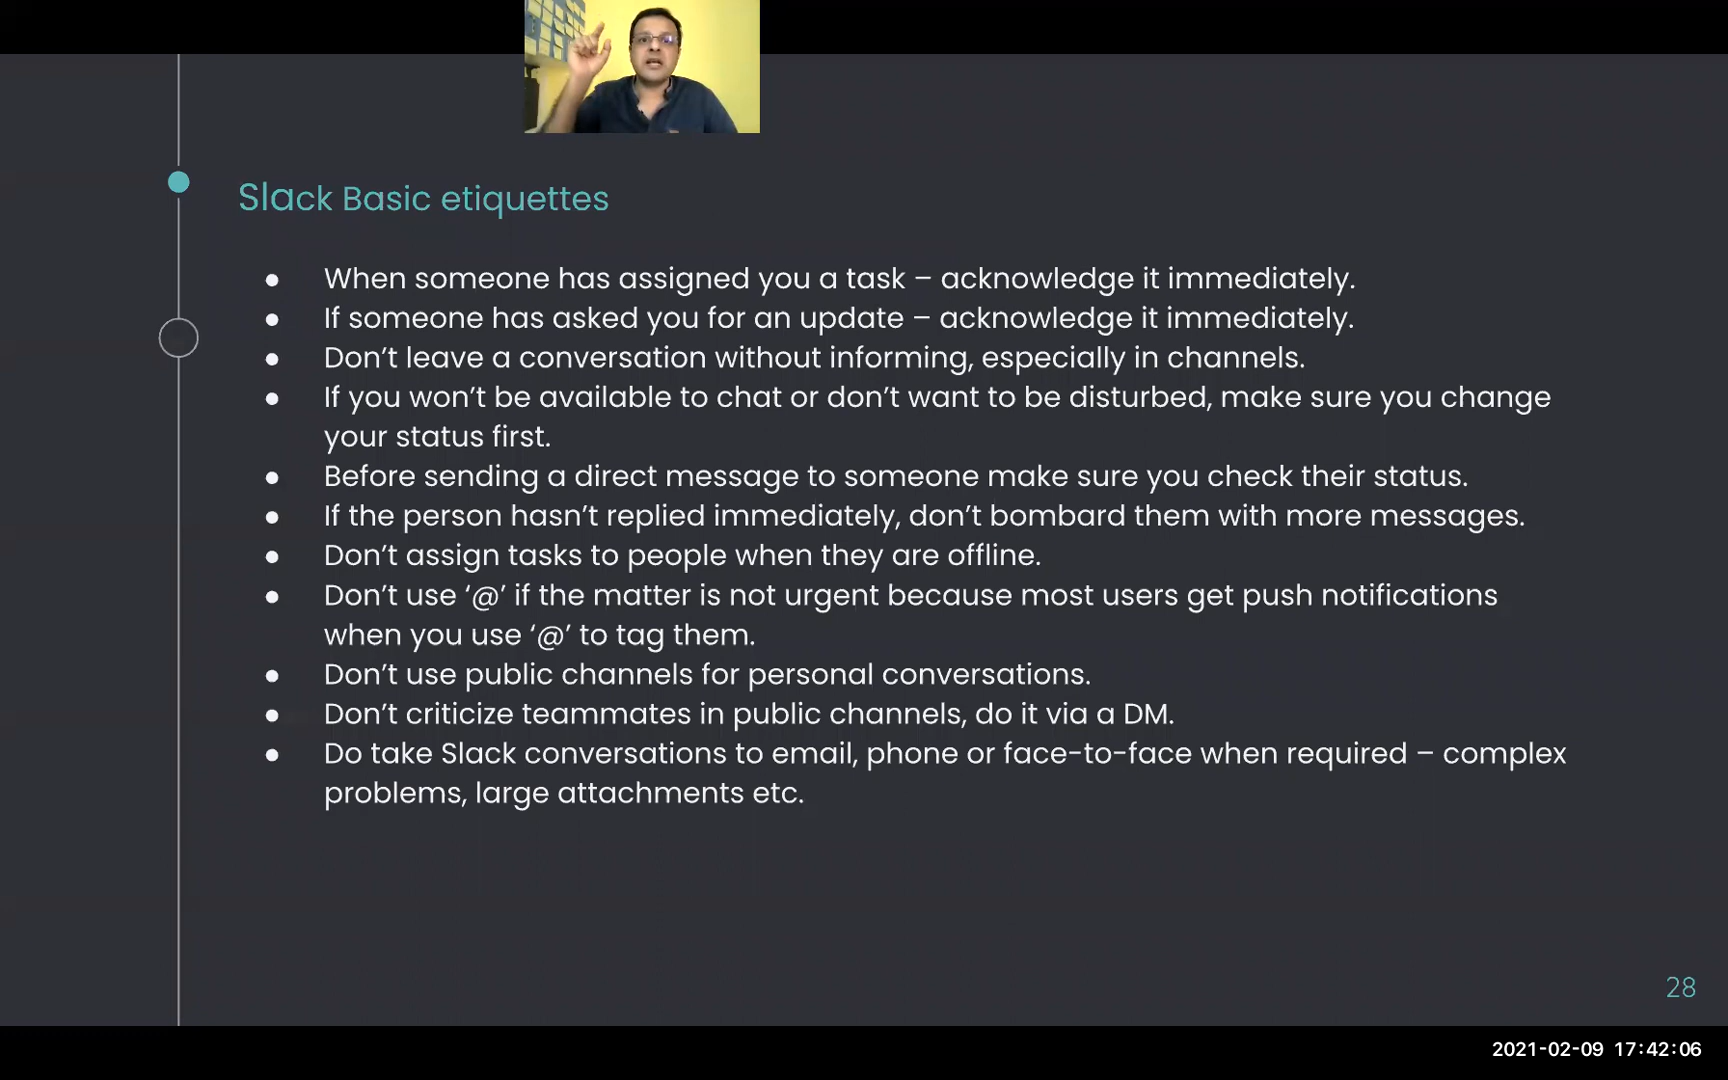 Slack Basic etiquettes
● When someone has assigned you a task – acknowledge it immediately.
● If someone has asked you for an update – acknowledge it immediately.
● Don’t leave a conversation without informing, especially in channels.
● If you won’t be available to chat or don’t want to be disturbed, make sure you change
your status first.
● Before sending a direct message to someone make sure you check their status.
● If the person hasn’t replied immediately, don’t bombard them with more messages.
● Don’t assign tasks to people when they are offline.
● Don’t use ‘@’ if the matter is not urgent because most users get push notifications
when you use ‘@’ to tag them.
● Don’t use public channels for personal conversations.
● Don’t criticize teammates in public channels, do it via a DM.
● Do take Slack conversations to email, phone or face-to-face when required – complex
problems, large attachments etc.
28
2021-02-09 17:42:06